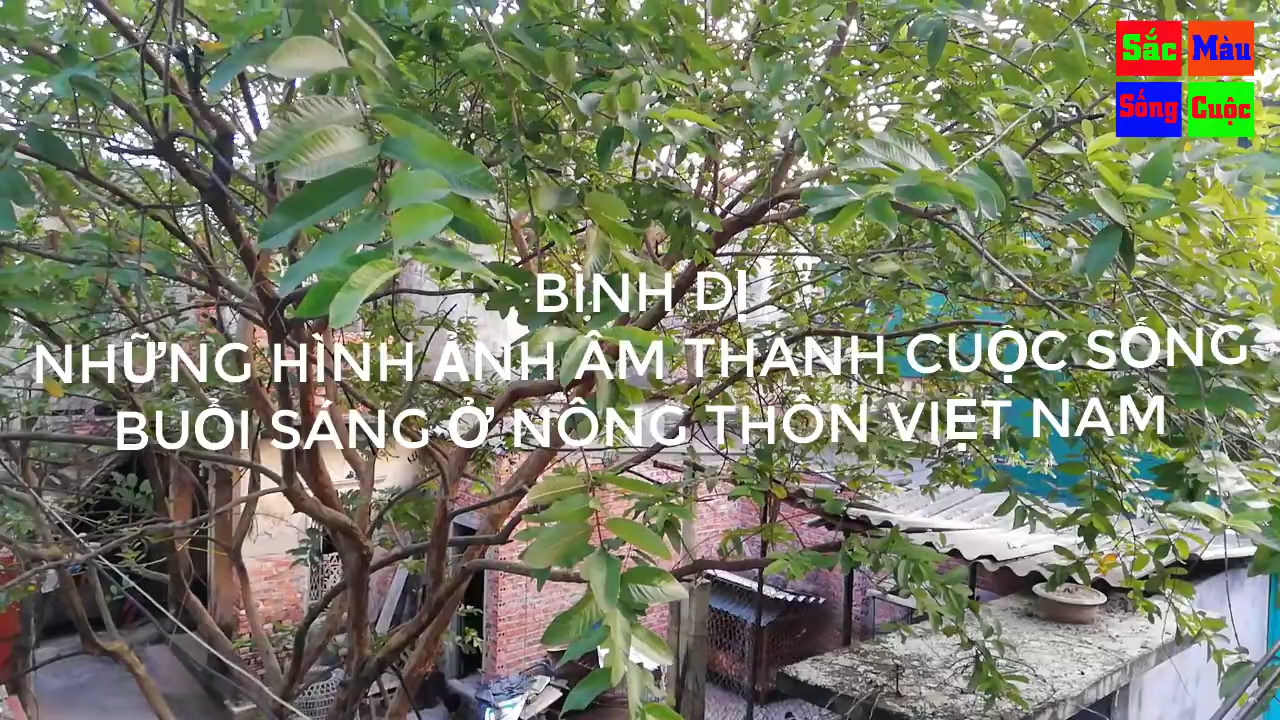 Sắc Màu
Sống Cuộc
BÌNH DỊ
NHỮNG HÌNH ẢNH ÂM THANH CUỘC SỐNG
BUỔI SÁNG Ở NÔNG THÔN VIỆT NAM